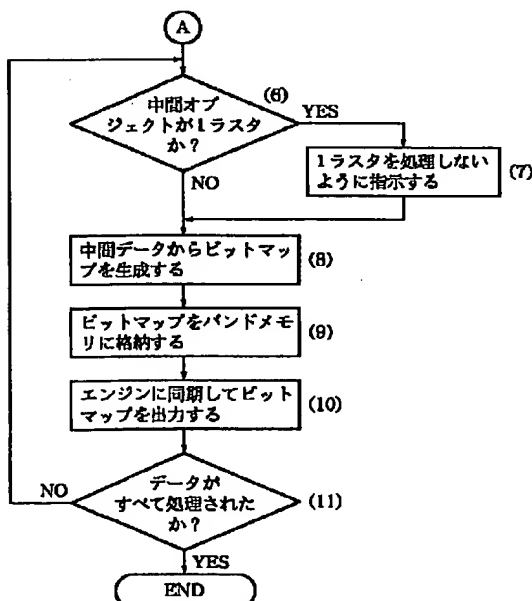 A
中間オブ
ジェクトが1ラスタ
か？
(6)
YES
1ラスタを処理しない
ように指示する
(7)
NO
中間データからビットマッ
プを生成する
(8)
ビットマップをバンドメモ
リに格納する
(9)
エンジンに同期してビット
マップを出力する
(10)
データが
すべて処理された
か？
(11)
NO
YES
END